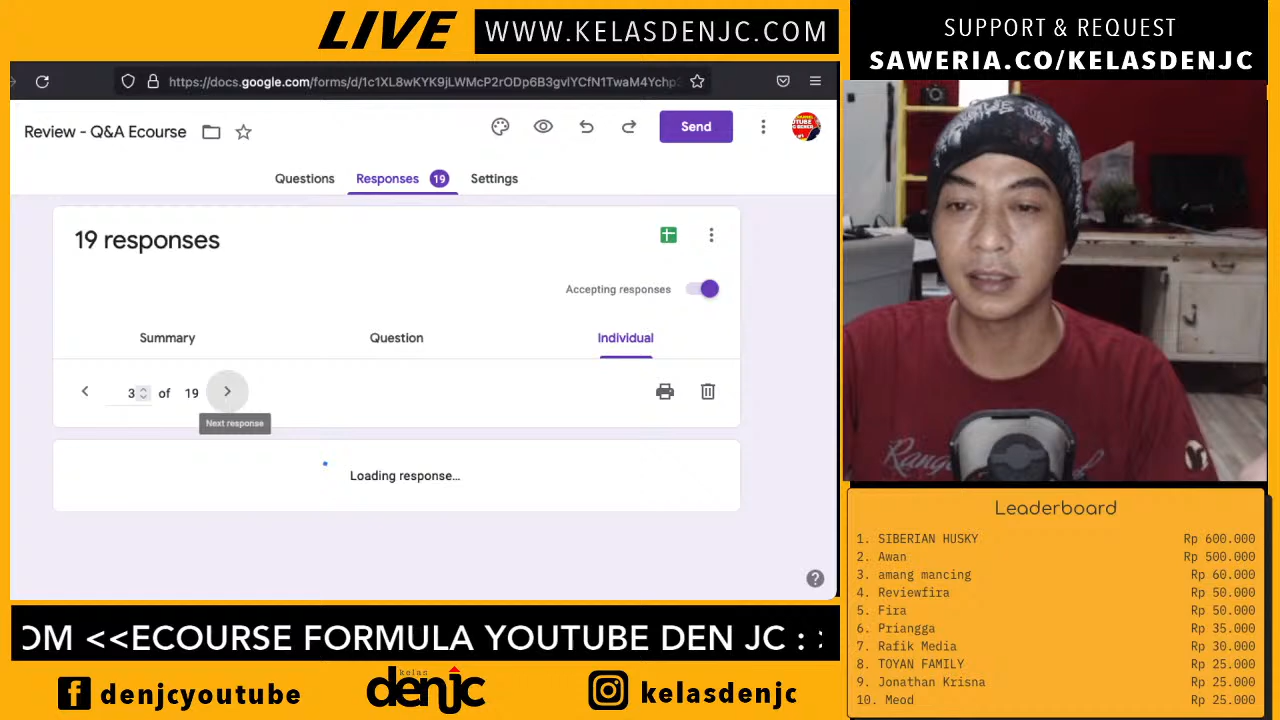 LIVE
WWW.KELASDENJC.COM
SUPPORT & REQUEST
SAWERIA.CO/KELASDENJC
Review - Q&A Ecourse
Send
Questions
Responses 19
Settings
19 responses
Accepting responses
Summary
Question
Individual
3 of 19
Next response
Loading response...
Leaderboard
1. SIBERIAN HUSKY Rp 600.000
2. Awan Rp 500.000
3. amang mancing Rp 60.000
4. Reviewfira Rp 50.000
5. Fira Rp 50.000
6. Priangga Rp 35.000
7. Rafik Media Rp 30.000
8. TOYAN FAMILY Rp 25.000
9. Jonathan Krisna Rp 25.000
10. Meod Rp 25.000
OM <<ECOURSE FORMULA YOUTUBE DEN JC :
denjcyoutube
kelas
denjc
kelasdenjc